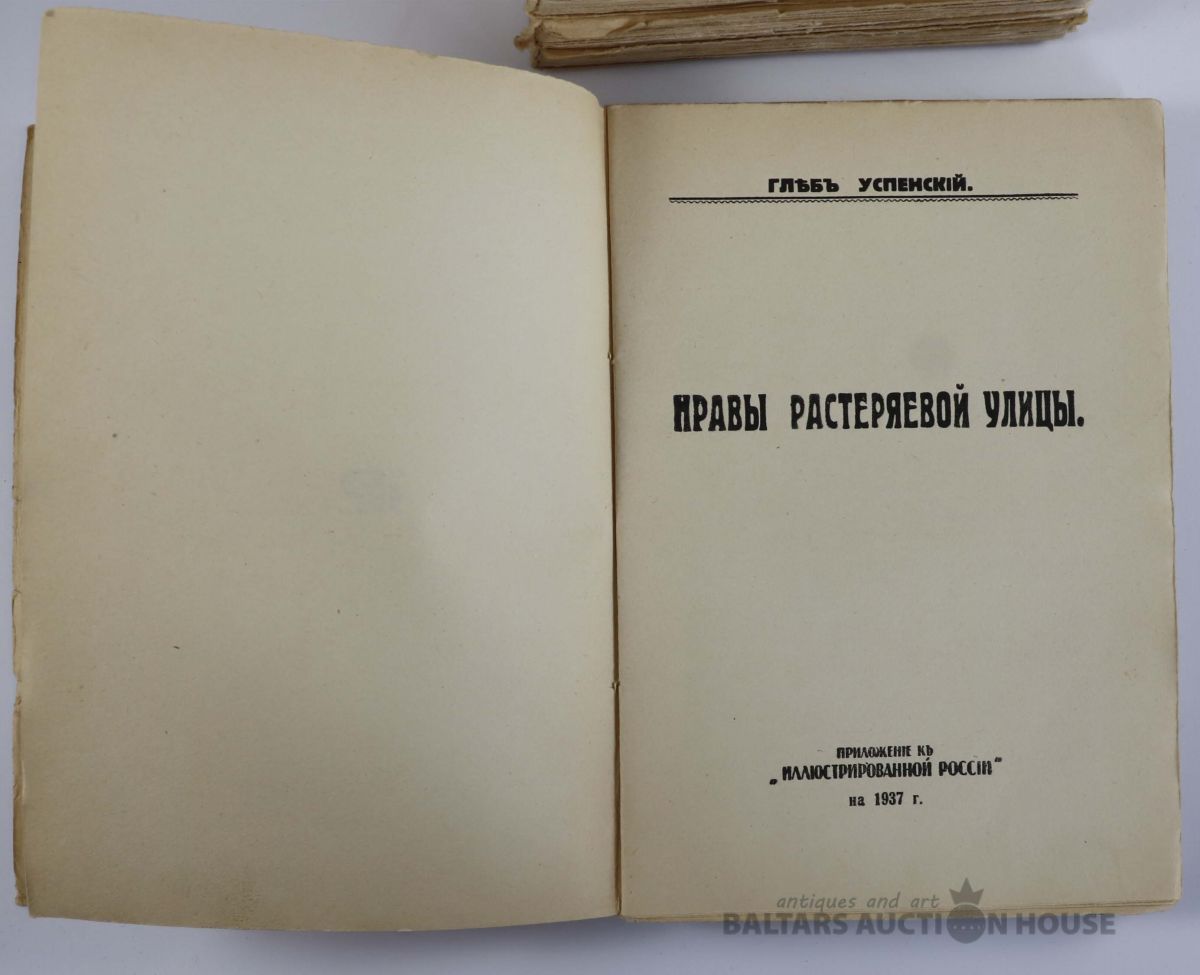 ГЛѢБЪ УСПЕНСКІЙ.
НРАВЫ РАСТЕРЯЕВОЙ УЛИЦЫ.
ПРИЛОЖЕНІЕ КЪ
„ИЛЛЮСТРИРОВАННОЙ РОССІИ“
на 1937 г.
antiques and art
BALTARS AUCTION HOUSE